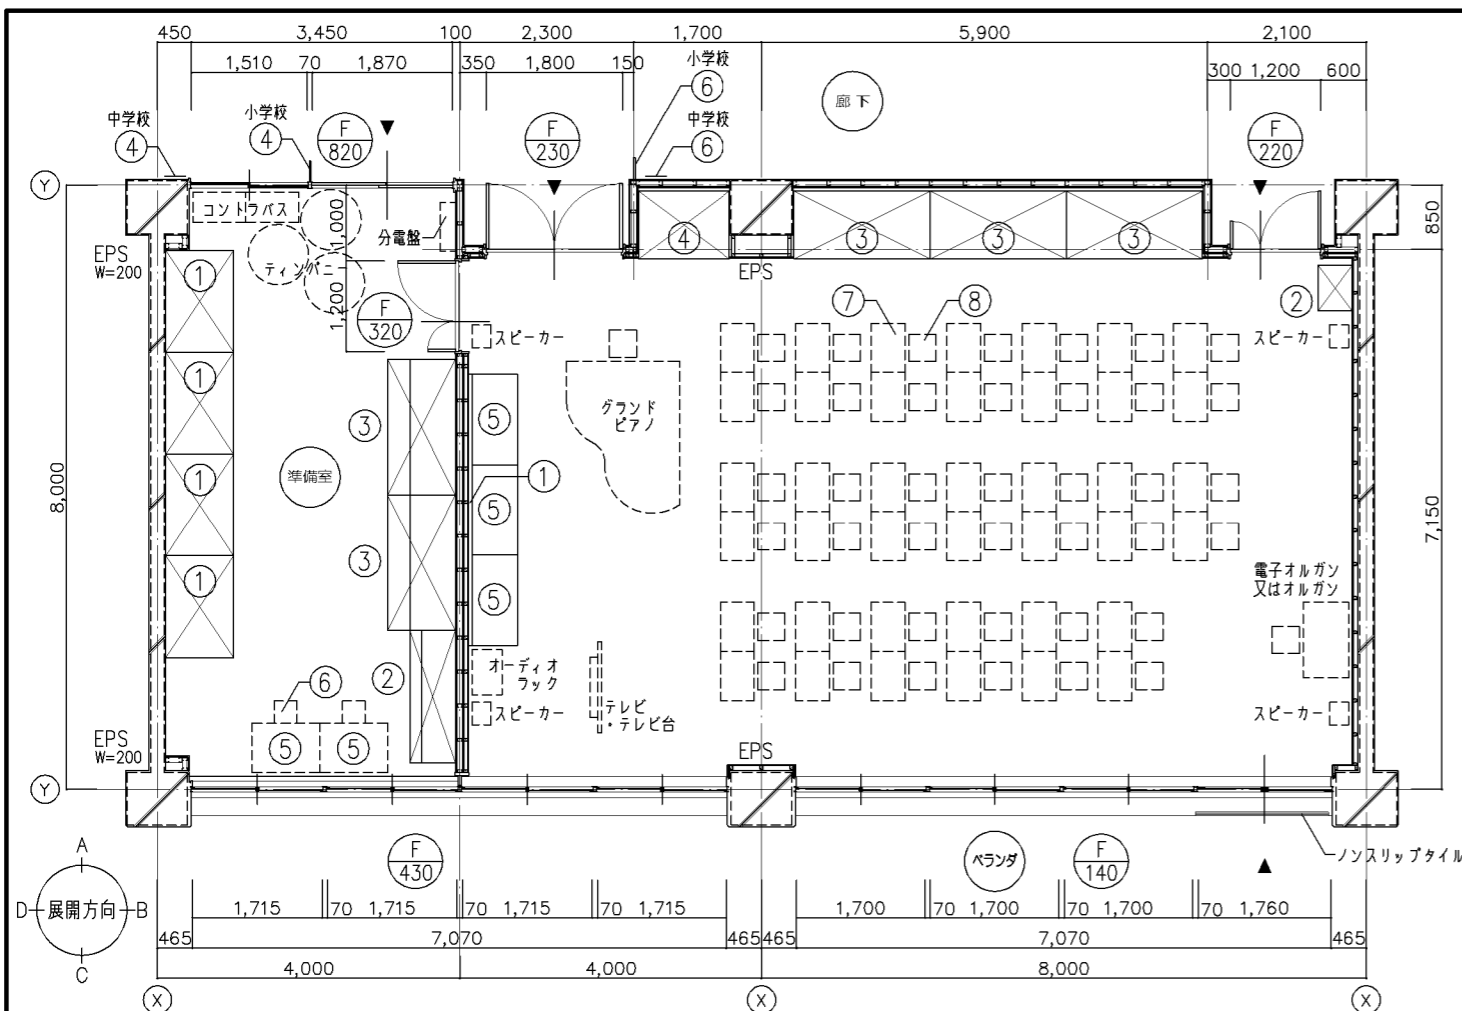 450 3,450 100 2,300 1,700 5,900 2,100
1,510 70 1,870 350 1,800 150 300 1,200 600
小学校
6
中学校
6
廊下
中学校
4
小学校
4
F
820
F
230
F
220
Y
Y
850
7,150
8,000
コントラバス
分電盤
1,000
1,200
ティンパニー
EPS
W=200
F
320
1
1
1
1
準備室
3
3
2
6
5 5
EPS
W=200
4
3 3 3
EPS
2
スピーカー
スピーカー
7
8
グランド
ピアノ
5
5
5
1
オーディオ
ラック
スピーカー
テレビ
・テレビ台
EPS
電子オルガン
又はオルガン
スピーカー
ノンスリップタイル
F
430
ベランダ
F
140
A
D 展開方向 B
C
1,715 70 1,715 70 1,715 70 1,715 1,700 70 1,700 70 1,700 70 1,760
465 7,070 465 465 7,070 465
4,000 4,000 8,000
X X X